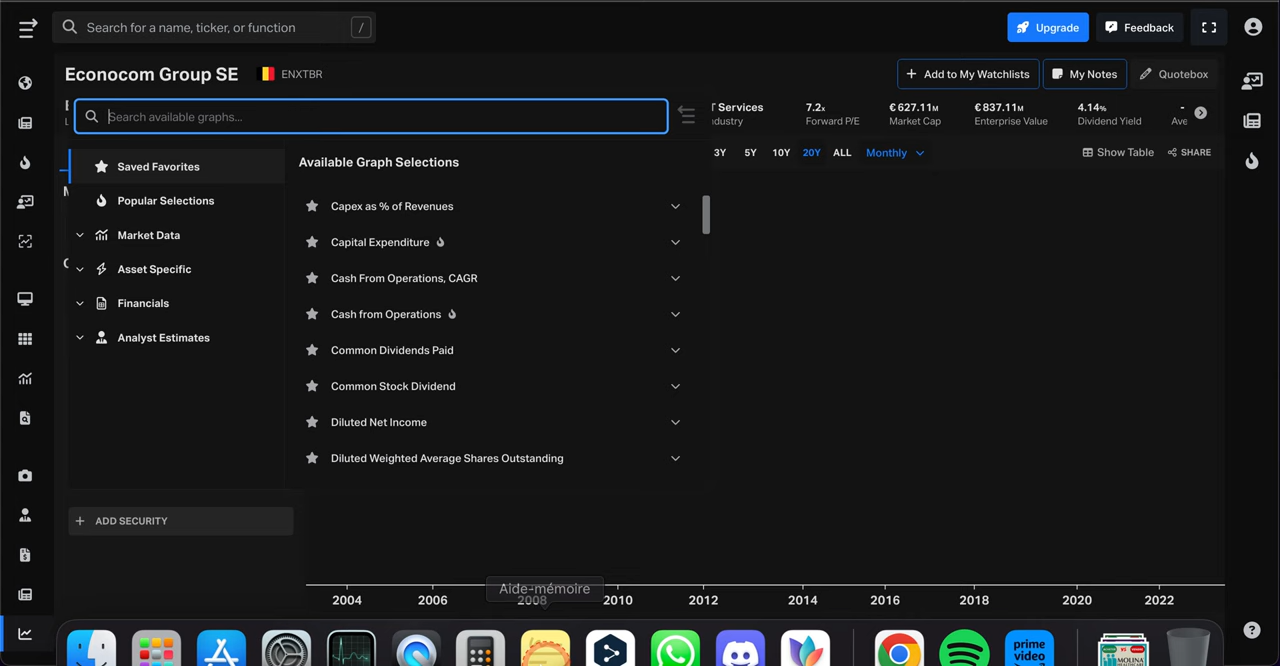 Search for a name, ticker, or function /
Upgrade
Feedback
Econocom Group SE ENXTBR
Add to My Watchlists
My Notes
Quotebox
Search available graphs...
T Services
ndustry
7.2x
Forward P/E
€627.11M
Market Cap
€837.11M
Enterprise Value
4.14%
Dividend Yield
-
Ave
3Y 5Y 10Y 20Y ALL Monthly
Show Table
SHARE
Saved Favorites
Popular Selections
Market Data
Asset Specific
Financials
Analyst Estimates
Available Graph Selections
Capex as % of Revenues
Capital Expenditure
Cash From Operations, CAGR
Cash from Operations
Common Dividends Paid
Common Stock Dividend
Diluted Net Income
Diluted Weighted Average Shares Outstanding
+ ADD SECURITY
Aide-mémoire
2004 2006 2008 2010 2012 2014 2016 2018 2020 2022
prime
video
MOLINA